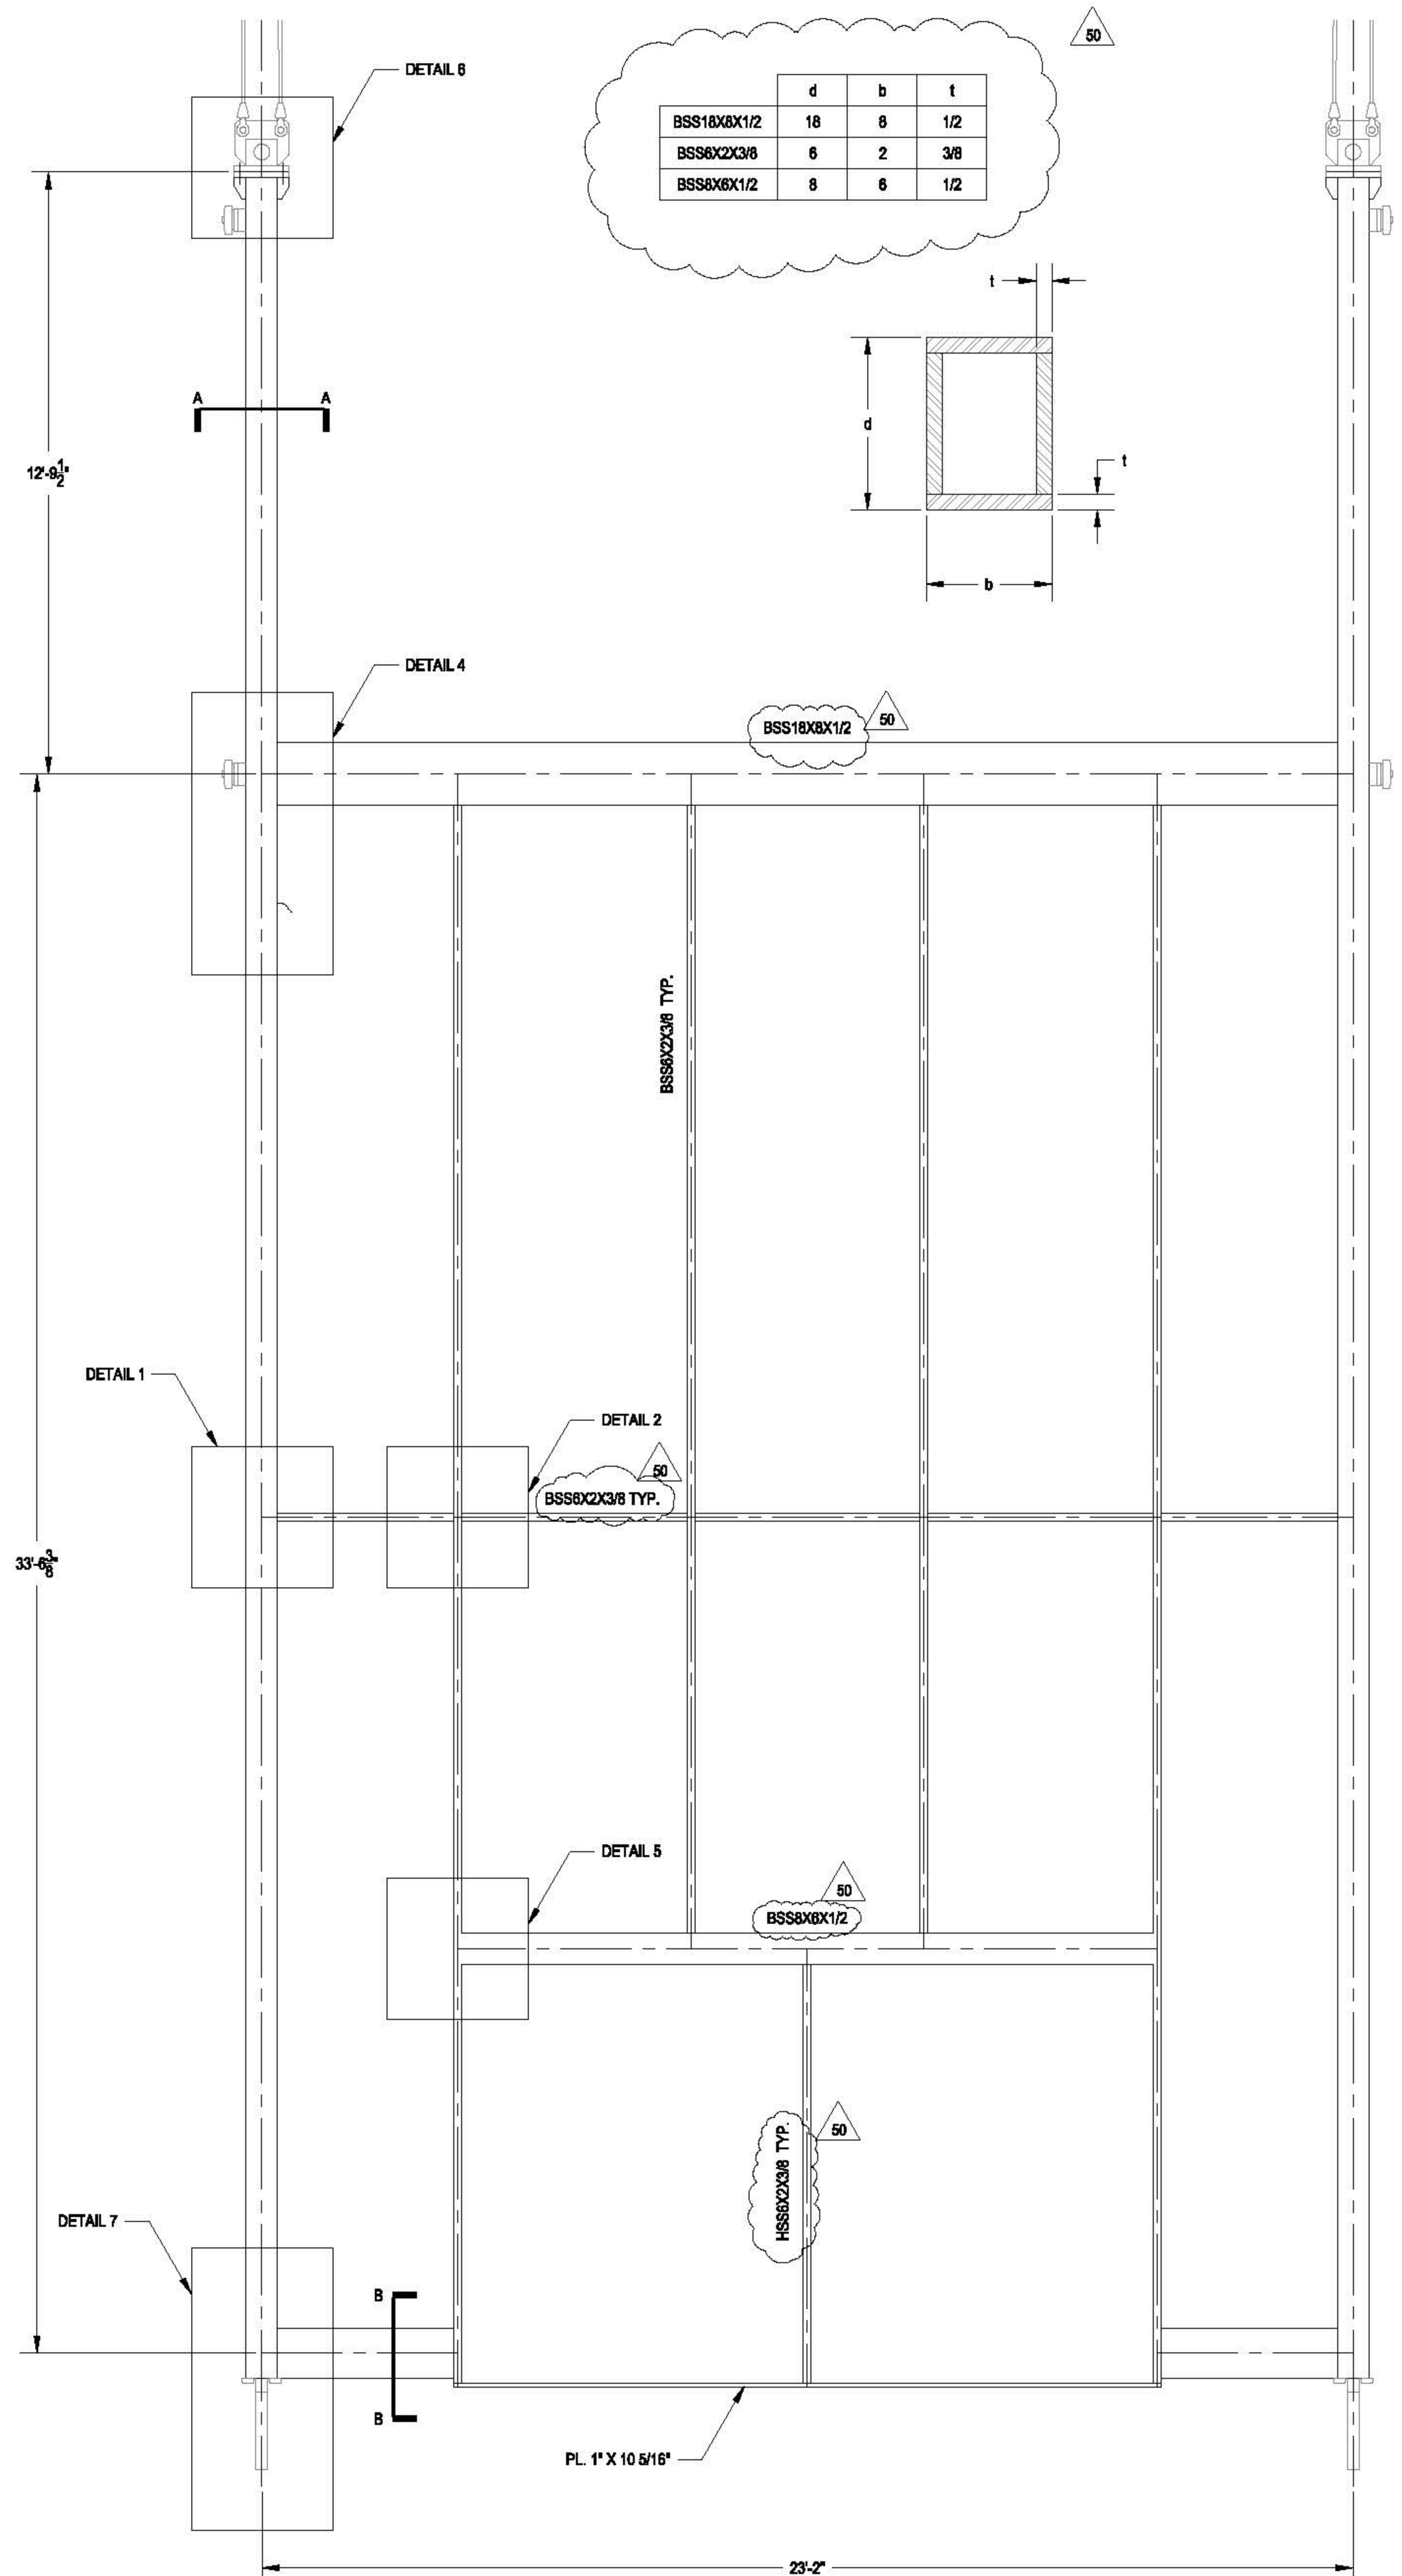 50
DETAIL 6
d b t
BSS18X8X1/2 18 8 1/2
BSS6X2X3/8 6 2 3/8
BSS8X6X1/2 8 6 1/2
t
A A
d
12'-9 1/2"
t
b
DETAIL 4
BSS18X8X1/2
50
BSS6X2X3/8 TYP.
DETAIL 1
DETAIL 2
50
BSS6X2X3/8 TYP.
33'-6 3/8"
DETAIL 5
50
BSS8X6X1/2
50
HSS6X2X3/8 TYP.
DETAIL 7
B
B
PL. 1" X 10 5/16"
23'-2"